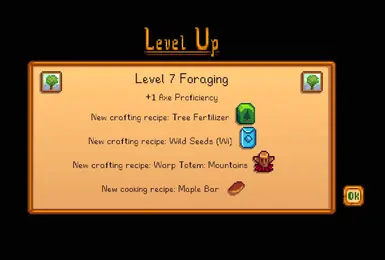 Level Up
Level 7 Foraging
+1 Axe Proficiency
New crafting recipe: Tree Fertilizer
New crafting recipe: Wild Seeds (Wi)
New crafting recipe: Warp Totem: Mountains
New cooking recipe: Maple Bar
Ok